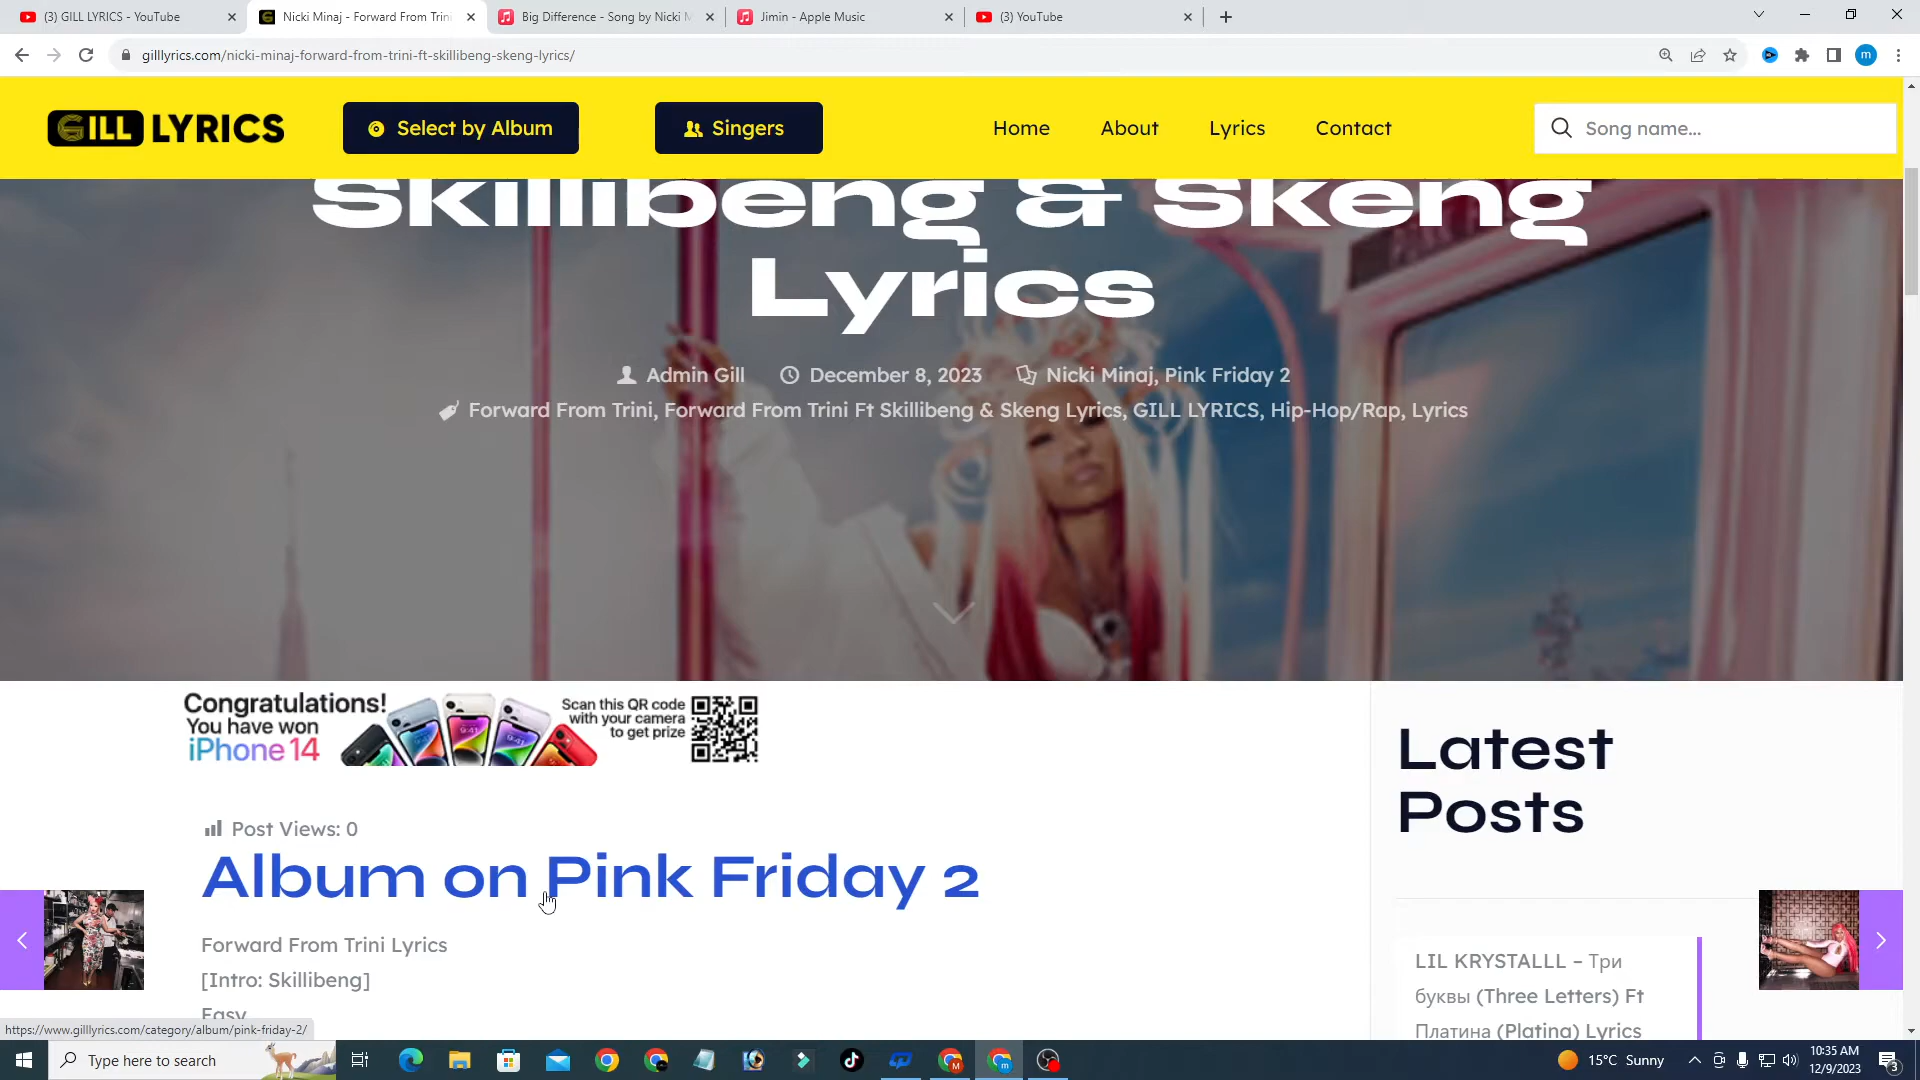 (3) GILL LYRICS - YouTube
Nicki Minaj - Forward From Trini
Big Difference - Song by Nicki M
Jimin - Apple Music
(3) YouTube
gilllyrics.com/nicki-minaj-forward-from-trini-ft-skillibeng-skeng-lyrics/
m
GILL LYRICS
Select by Album
Singers
Home
About
Lyrics
Contact
Song name...
Skillibeng & Skeng
Lyrics
Admin Gill
December 8, 2023
Nicki Minaj, Pink Friday 2
Forward From Trini, Forward From Trini Ft Skillibeng & Skeng Lyrics, GILL LYRICS, Hip-Hop/Rap, Lyrics
Congratulations!
You have won
iPhone 14
Scan this QR code
with your camera
to get prize
Post Views: 0
Album on Pink Friday 2
Forward From Trini Lyrics
[Intro: Skillibeng]
Easy
Latest
Posts
LIL KRYSTALLL – Три
буквы (Three Letters) Ft
Платина (Platina) Lyrics
https://www.gilllyrics.com/category/album/pink-friday-2/
Type here to search
15°C Sunny
10:35 AM
12/9/2023
3